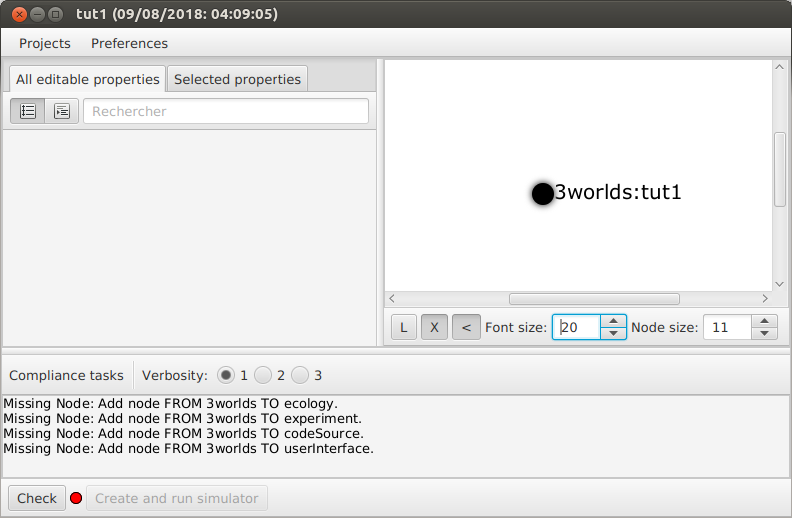 tut1 (09/08/2018: 04:09:05)
Projects Preferences
All editable properties Selected properties
Rechercher
3worlds:tut1
L X < Font size: 20 Node size: 11
Compliance tasks Verbosity: 1 2 3
Missing Node: Add node FROM 3worlds TO ecology.
Missing Node: Add node FROM 3worlds TO experiment.
Missing Node: Add node FROM 3worlds TO codeSource.
Missing Node: Add node FROM 3worlds TO userInterface.
Check Create and run simulator